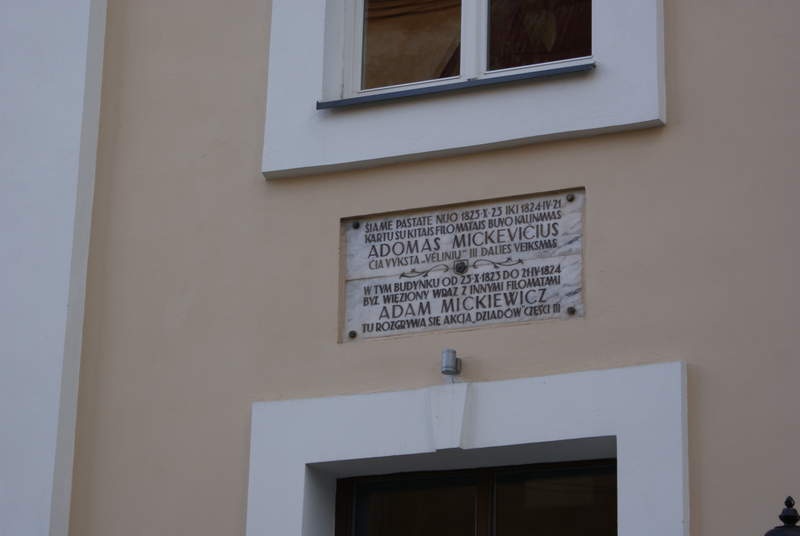 ŠIAME PASTATE NUO 1823·X·23 IKI 1824·IV·21
KARTU SU KITAIS FILOMATAIS BUVO KALINAMAS
ADOMAS MICKEVIČIUS
ČIA VYKSTA „VĖLINIŲ" III DALIES VEIKSMAS
W TYM BUDYNKU OD 23·X·1823 DO 21·IV·1824
BYŁ WIĘZIONY WRAZ Z INNYMI FILOMATAMI
ADAM MICKIEWICZ
TU ROZGRYWA SIĘ AKCJA „DZIADÓW" CZĘŚCI III